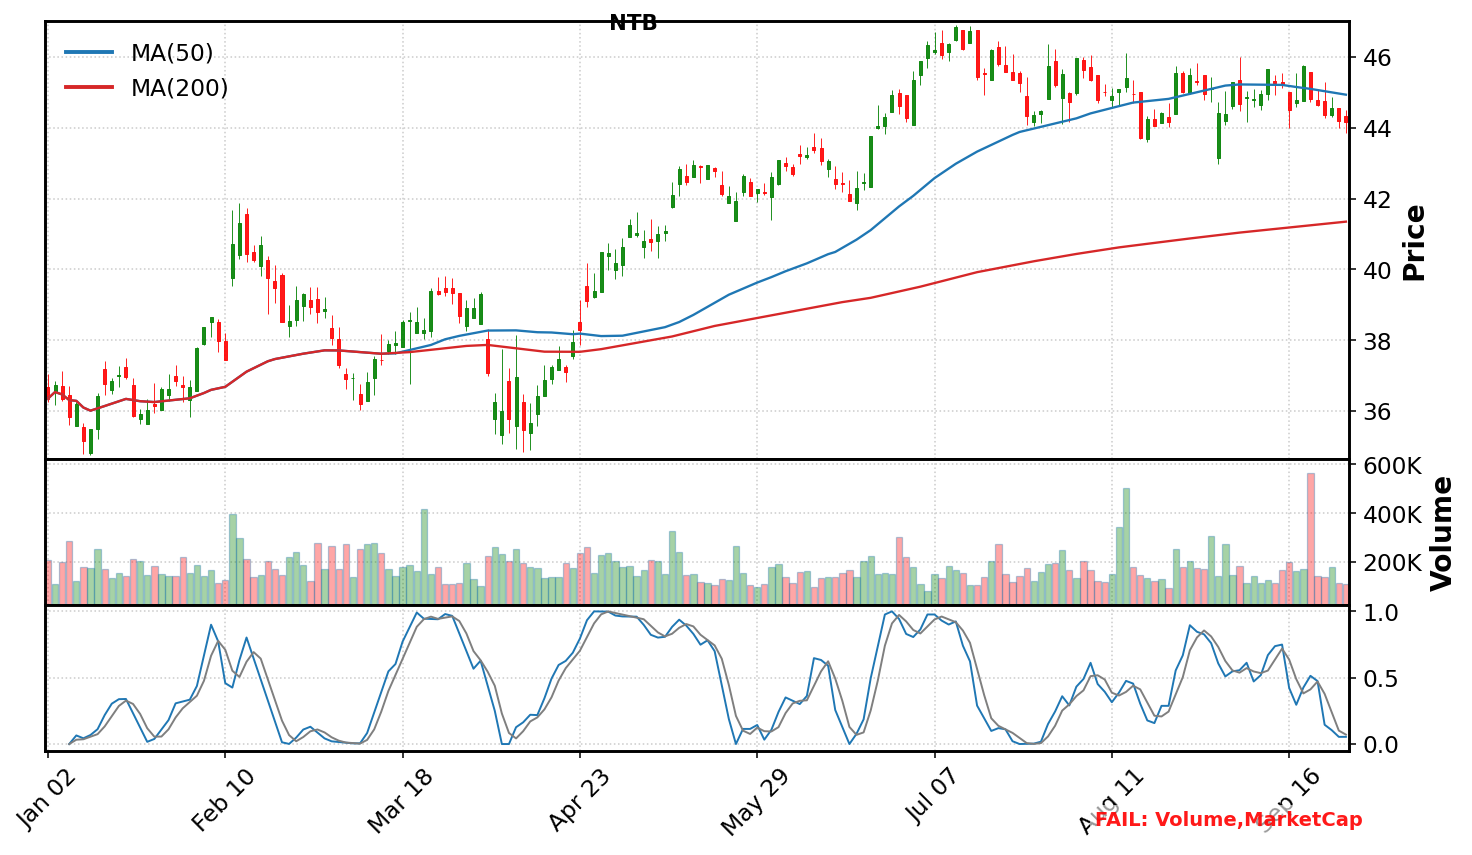 NTB
MA(50)
MA(200)
46
44
42
40
38
36
Price
600K
400K
200K
Volume
1.0
0.5
0.0
Jan 02
Feb 10
Mar 18
Apr 23
May 29
Jul 07
Aug 11
Sep 16
FAIL: Volume,MarketCap